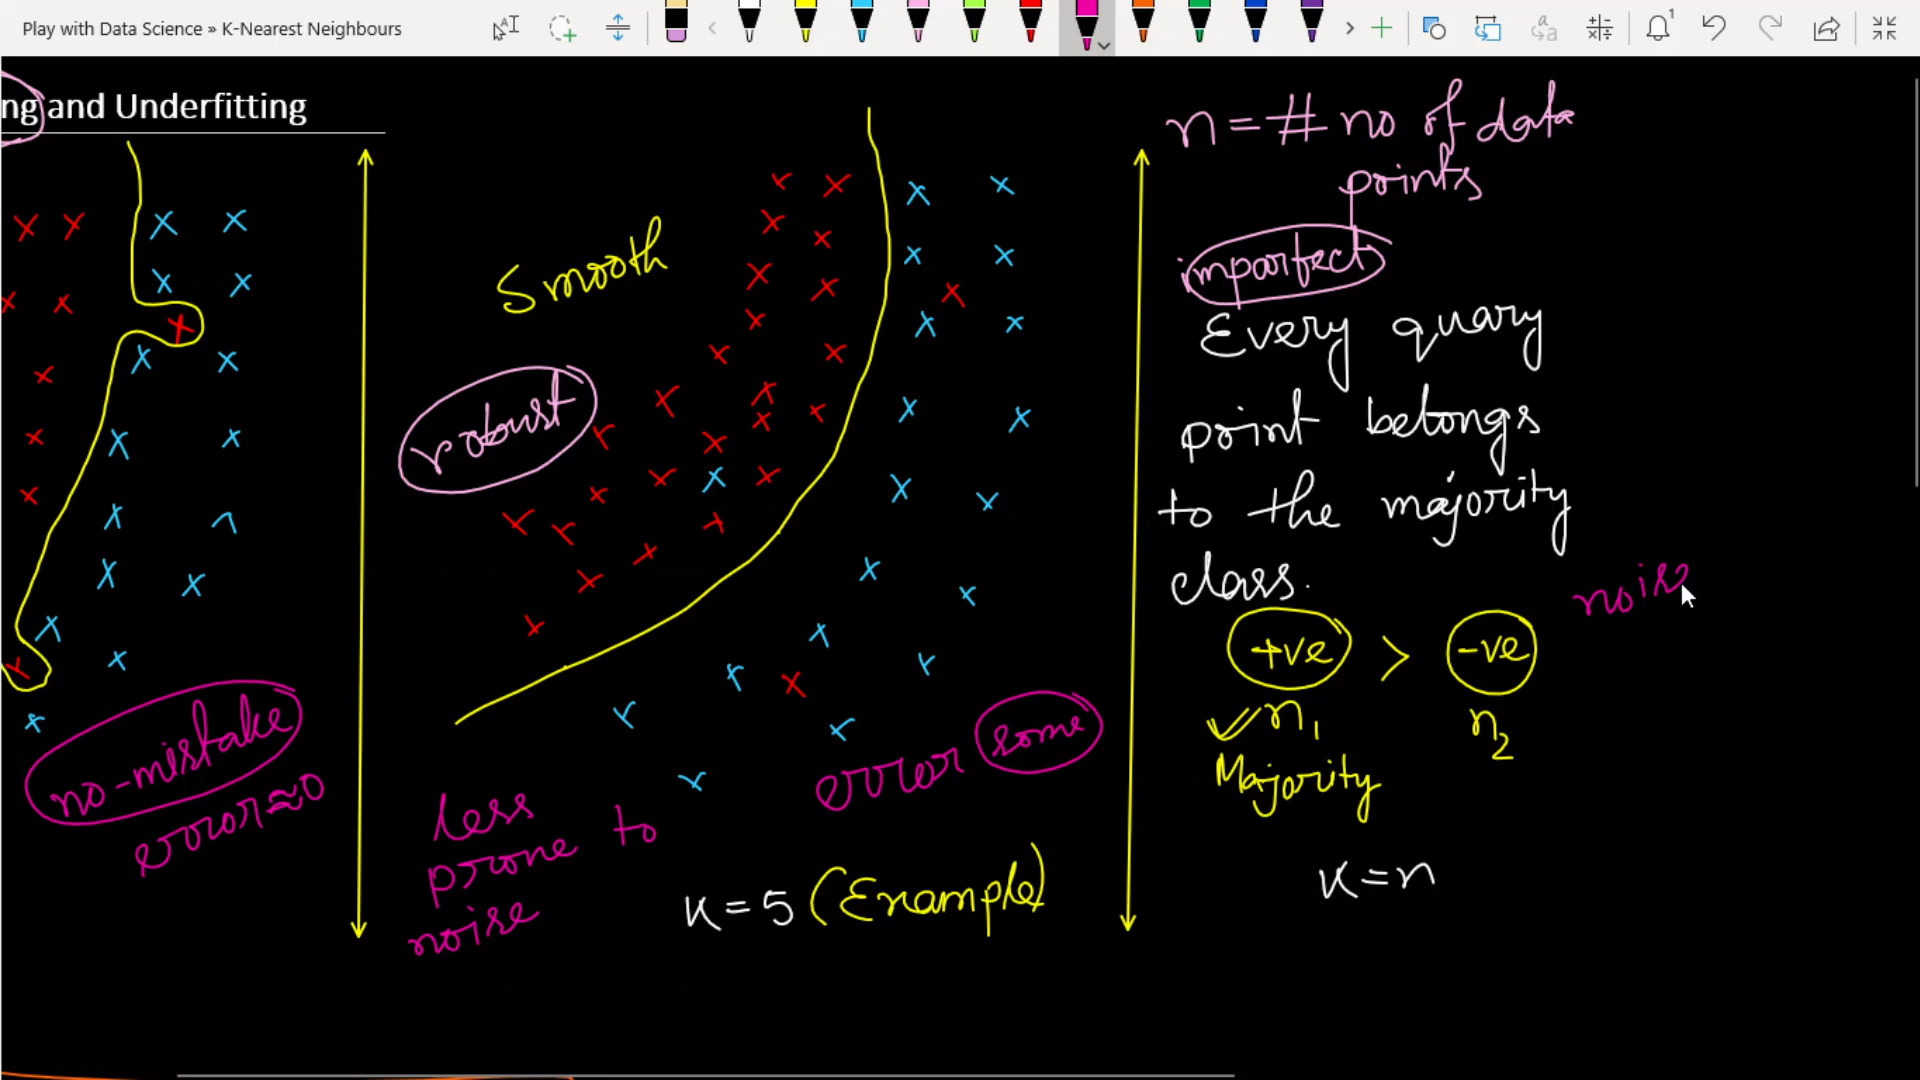 Play with Data Science » K-Nearest Neighbours
ng and Underfitting
no-mistake
error≈0
Smooth
robust
less
prone to
noise
error some
K=5 (Example)
n = # no of data
points
imparfect
Every quary
point belongs
to the majority
class.
noise
+ve > -ve
n1 n2
Majority
K=n